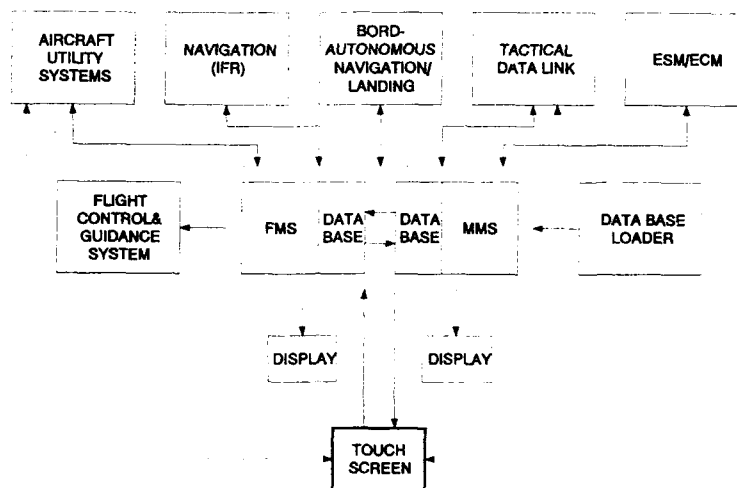 AIRCRAFT
UTILITY
SYSTEMS
NAVIGATION
(IFR)
BORD-
AUTONOMOUS
NAVIGATION/
LANDING
TACTICAL
DATA LINK
ESM/ECM
FLIGHT
CONTROL&
GUIDANCE
SYSTEM
FMS
DATA
BASE
DATA
BASE
MMS
DATA BASE
LOADER
DISPLAY
DISPLAY
TOUCH
SCREEN